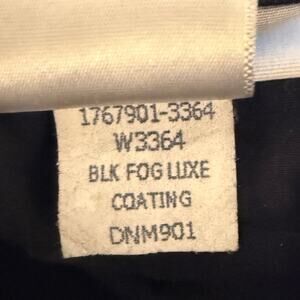 1767901-3364
W3364
BLK FOG LUXE
COATING
DNM901